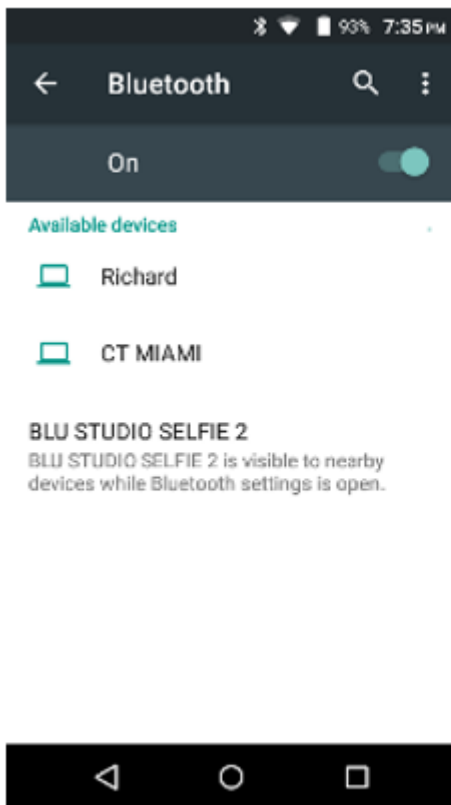 93% 7:35 PM
Bluetooth
On
Available devices
Richard
CT MIAMI
BLU STUDIO SELFIE 2
BLU STUDIO SELFIE 2 is visible to nearby
devices while Bluetooth settings is open.